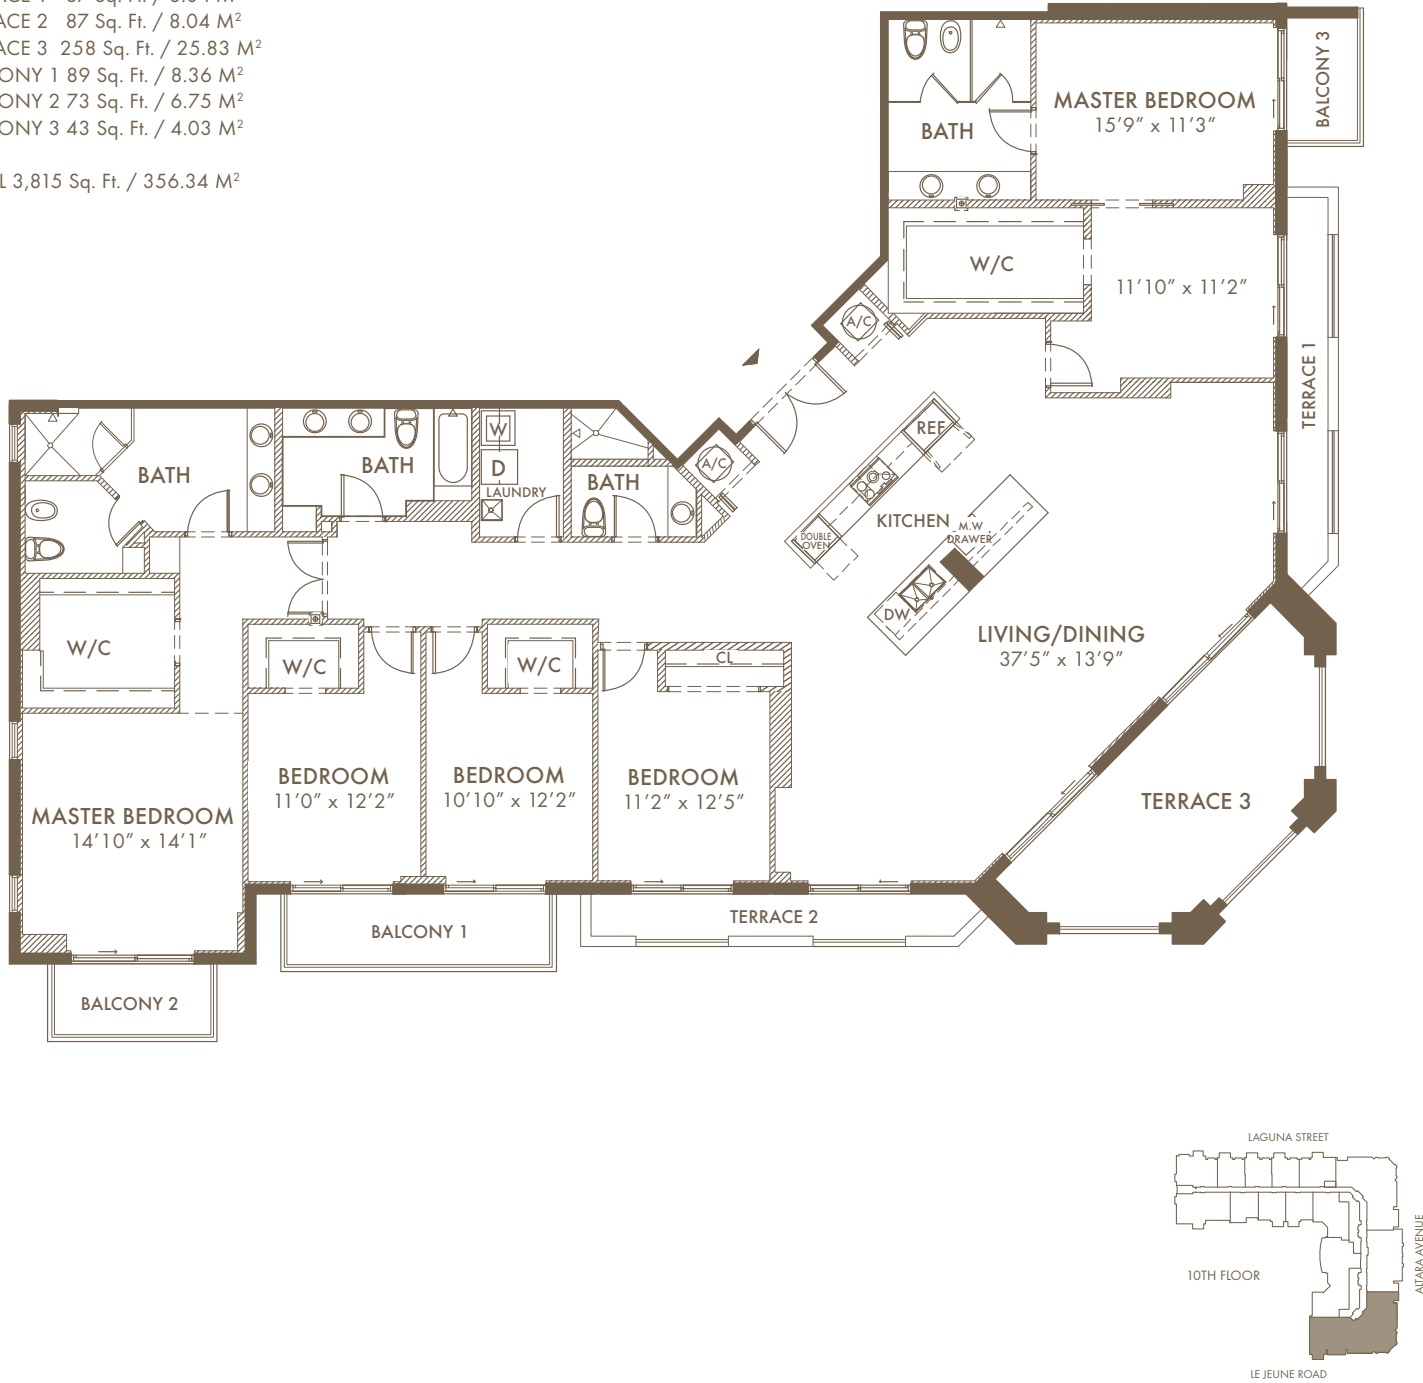 ACE 2 87 Sq. Ft. / 8.04 M²
ACE 3 258 Sq. Ft. / 25.83 M²
ONY 1 89 Sq. Ft. / 8.36 M²
ONY 2 73 Sq. Ft. / 6.75 M²
ONY 3 43 Sq. Ft. / 4.03 M²
L 3,815 Sq. Ft. / 356.34 M²
MASTER BEDROOM
15'9" x 11'3"
BALCONY 3
BATH
W/C
11'10" x 11'2"
A/C
TERRACE 1
REF
W
D
LAUNDRY
BATH
BATH
BATH
A/C
KITCHEN
M.W
DRAWER
DOUBLE
OVEN
DW
LIVING/DINING
37'5" x 13'9"
W/C
W/C
W/C
CL
BEDROOM
11'0" x 12'2"
BEDROOM
10'10" x 12'2"
BEDROOM
11'2" x 12'5"
MASTER BEDROOM
14'10" x 14'1"
TERRACE 3
TERRACE 2
BALCONY 1
BALCONY 2
LAGUNA STREET
ALTARA AVENUE
10TH FLOOR
LE JEUNE ROAD